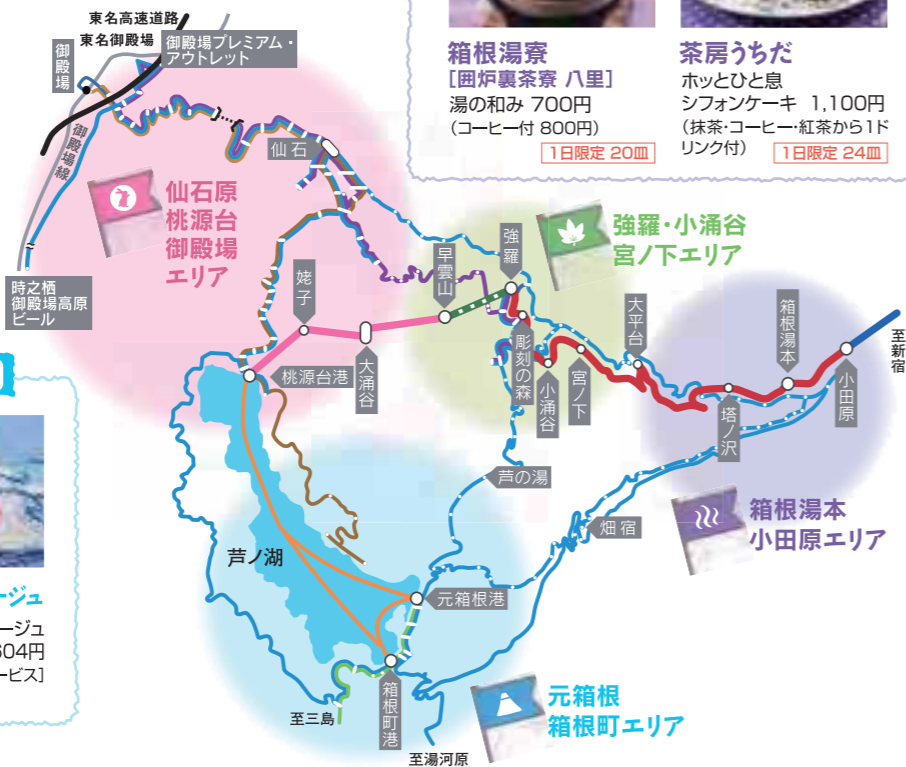 東名高速道路
東名御殿場
御殿場
御殿場プレミアム・
アウトレット
御殿場線
仙石
仙石原
桃源台
御殿場
エリア
時之栖
御殿場高原
ビール
箱根湯寮
[囲炉裏茶寮 八里]
湯の和み 700円
(コーヒー付 800円)
1日限定 20皿
茶房うちだ
ホッとひと息
シフォンケーキ 1,100円
(抹茶・コーヒー・紅茶から1ド
リンク付)
1日限定 24皿
強羅・小涌谷
宮ノ下エリア
姥子
早雲山
強羅
大涌谷
桃源台港
彫刻の森
小涌谷
宮ノ下
大平台
塔ノ沢
箱根湯本
小田原
至新宿
芦の湯
畑宿
箱根湯本
小田原エリア
芦ノ湖
元箱根港
箱根町港
至三島
至湯河原
元箱根
箱根町エリア
ージュ
ージュ
604円
ービス]